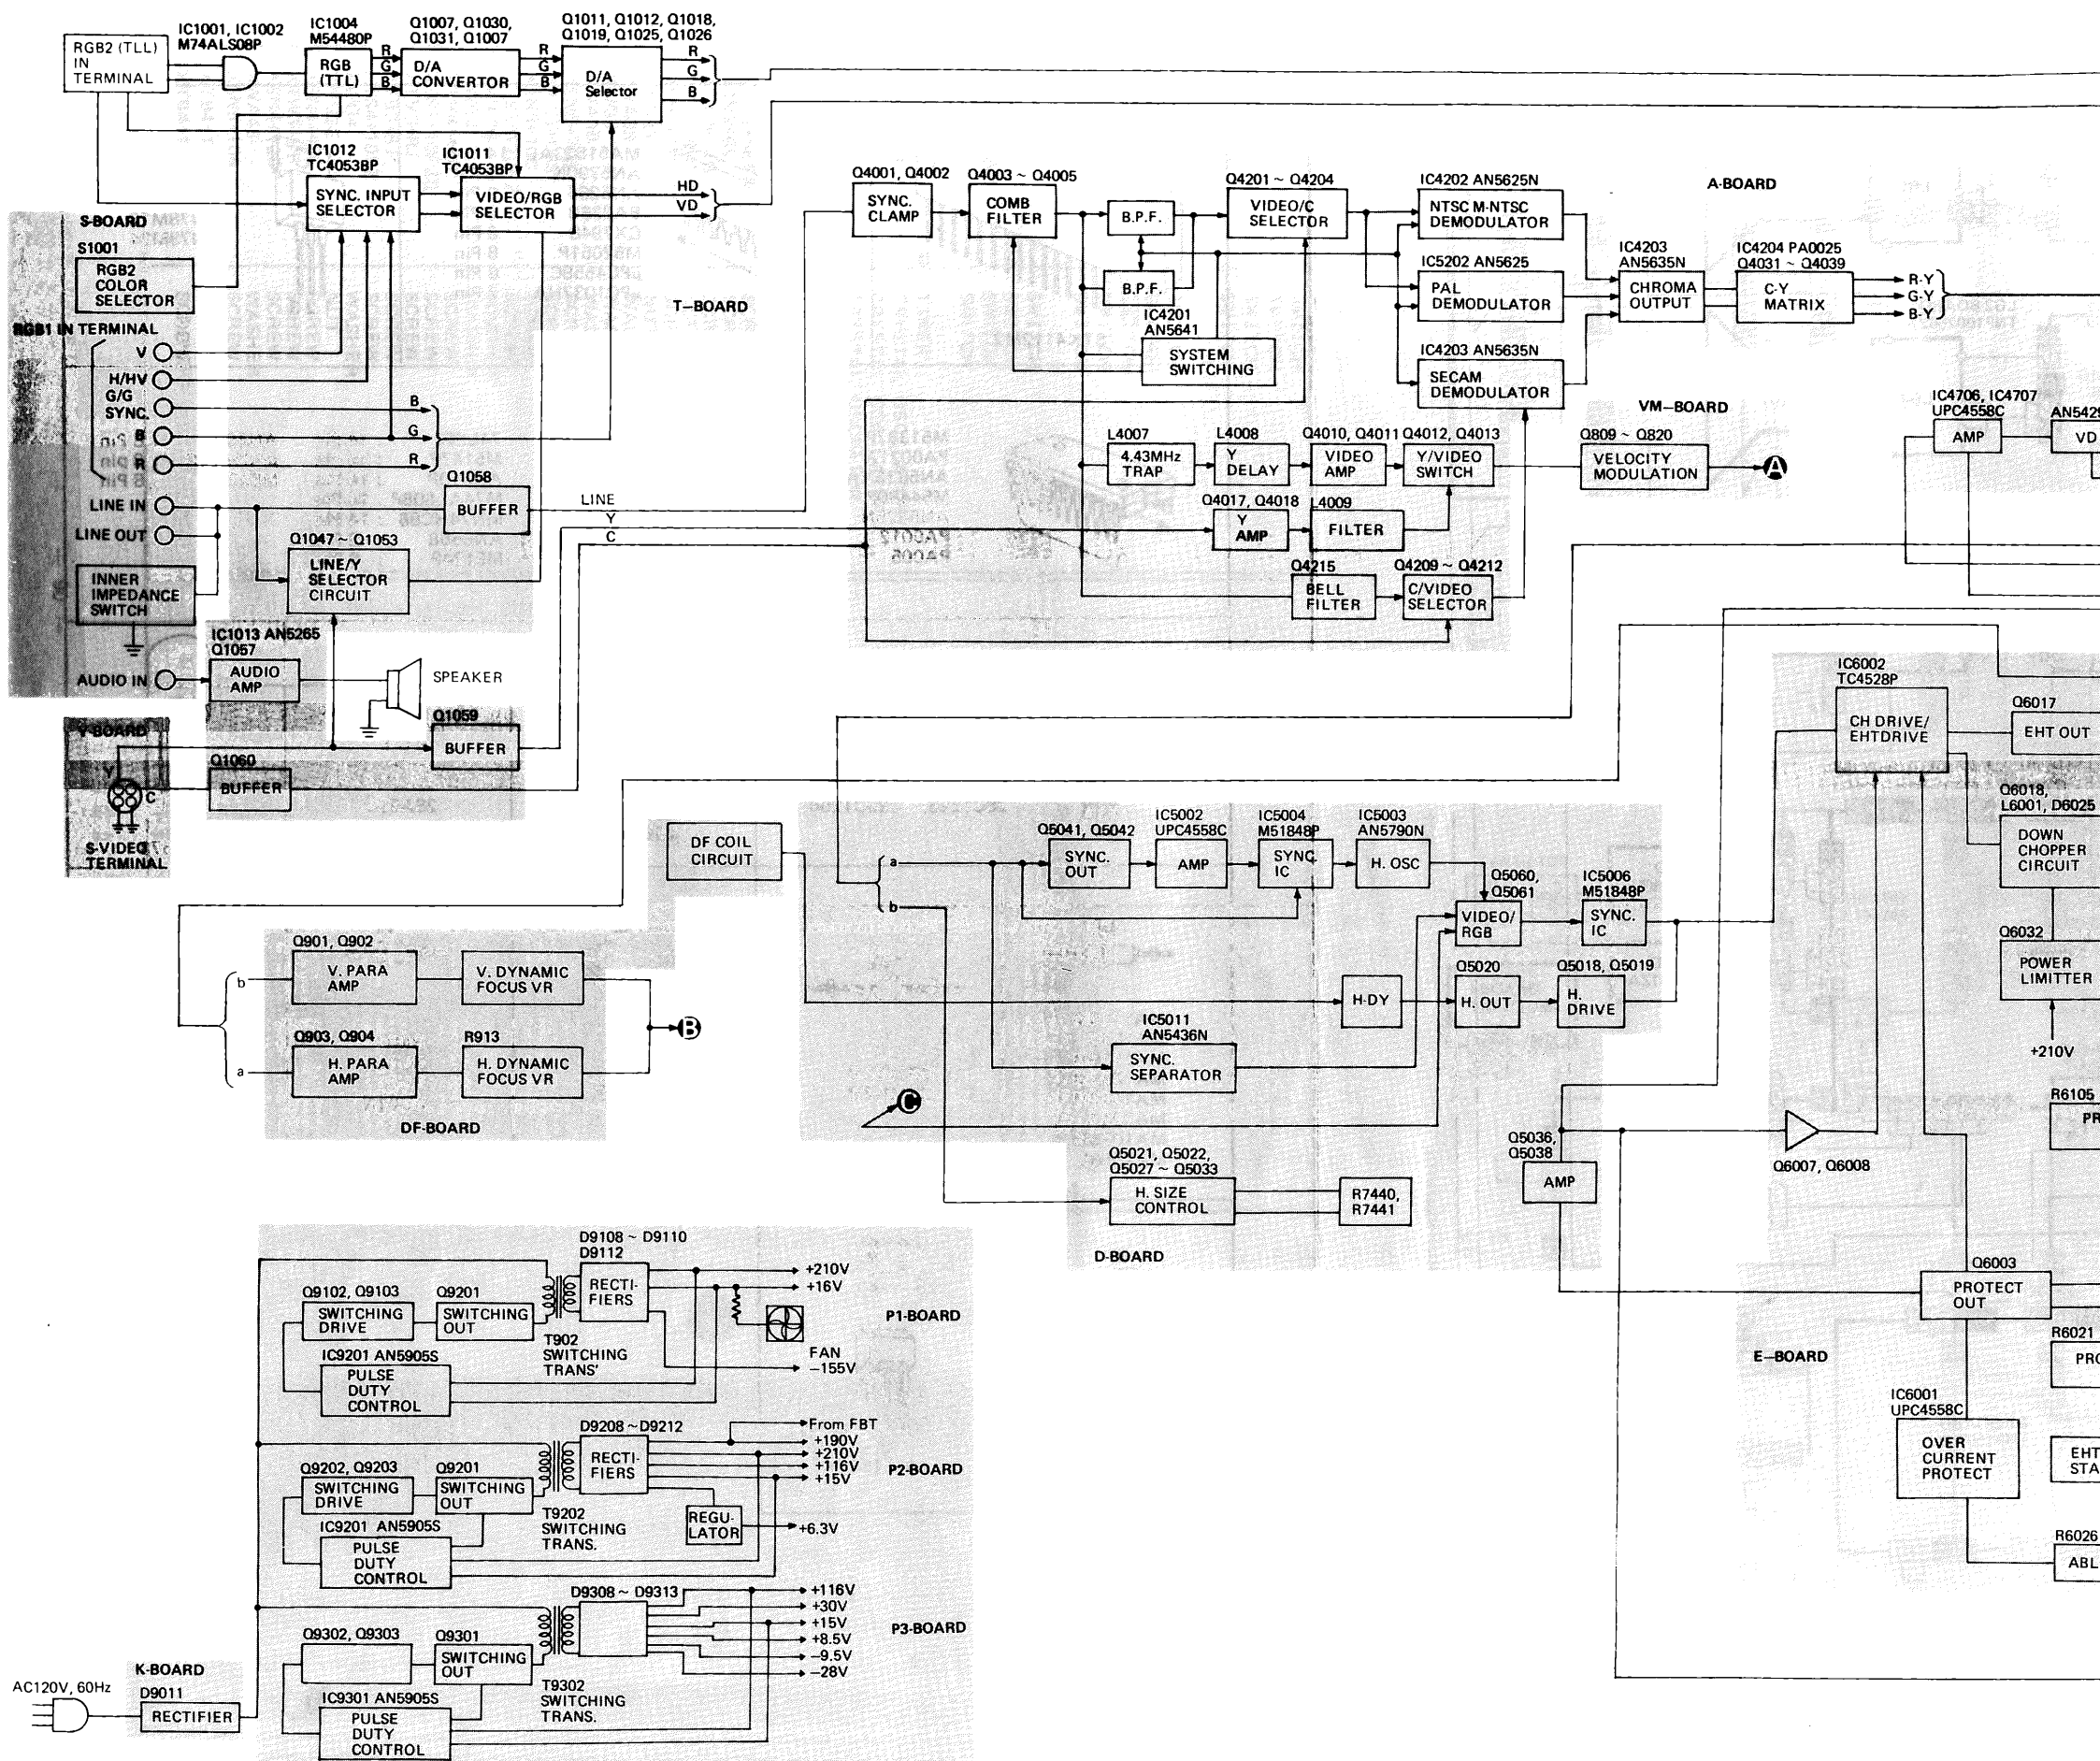 RGB2 (TLL)
IN
TERMINAL
IC1001, IC1002
M74ALS08P
IC1004
M54480P
RGB
(TTL)
R
G
B
Q1007, Q1030,
Q1031, Q1007
D/A
CONVERTOR
R
G
B
Q1011, Q1012, Q1018,
Q1019, Q1025, Q1026
D/A
Selector
R
G
B
IC1012
TC4053BP
SYNC. INPUT
SELECTOR
IC1011
TC4053BP
VIDEO/RGB
SELECTOR
HD
VD
S-BOARD
S1001
RGB2
COLOR
SELECTOR
T-BOARD
RGB1 IN TERMINAL
V
H/HV
G/G
SYNC.
B
R
B
G
R
LINE IN
LINE OUT
Q1058
BUFFER
LINE
Y
C
Q1047 ~ Q1053
LINE/Y
SELECTOR
CIRCUIT
INNER
IMPEDANCE
SWITCH
IC1013 AN5265
Q1057
AUDIO IN
AUDIO
AMP
SPEAKER
Y-BOARD
Y
C
S-VIDEO
TERMINAL
Q1059
BUFFER
Q1060
BUFFER
Q4001, Q4002
SYNC.
CLAMP
Q4003 ~ Q4005
COMB
FILTER
B.P.F.
B.P.F.
Q4201 ~ Q4204
VIDEO/C
SELECTOR
IC4201
AN5641
SYSTEM
SWITCHING
IC4202 AN5625N
NTSC M-NTSC
DEMODULATOR
IC5202 AN5625
PAL
DEMODULATOR
IC4203 AN5635N
SECAM
DEMODULATOR
A-BOARD
IC4203
AN5635N
CHROMA
OUTPUT
IC4204 PA0025
Q4031 ~ Q4039
C-Y
MATRIX
R-Y
G-Y
B-Y
L4007
4.43MHz
TRAP
L4008
Y
DELAY
Q4010, Q4011
VIDEO
AMP
Q4012, Q4013
Y/VIDEO
SWITCH
VM-BOARD
Q809 ~ Q820
VELOCITY
MODULATION
A
Q4017, Q4018
Y
AMP
L4009
FILTER
Q4215
BELL
FILTER
Q4209 ~ Q4212
C/VIDEO
SELECTOR
IC4706, IC4707
UPC4558C
AMP
AN5429
VD
IC6002
TC4528P
CH DRIVE/
EHTDRIVE
Q6017
EHT OUT
Q6018,
L6001, D6025
DOWN
CHOPPER
CIRCUIT
Q6032
POWER
LIMITTER
+210V
R6105
PR
DF COIL
CIRCUIT
a
b
Q5041, Q5042
SYNC.
OUT
IC5002
UPC4558C
AMP
IC5004
M51848P
SYNC.
IC
IC5003
AN5790N
H. OSC
Q5060,
Q5061
VIDEO/
RGB
IC5006
M51848P
SYNC.
IC
H-DY
Q5020
H. OUT
Q5018, Q5019
H.
DRIVE
IC5011
AN5436N
SYNC.
SEPARATOR
C
Q5021, Q5022,
Q5027 ~ Q5033
H. SIZE
CONTROL
R7440,
R7441
D-BOARD
Q5036,
Q5038
AMP
Q6007, Q6008
Q6003
PROTECT
OUT
E-BOARD
R6021
PRO
IC6001
UPC4558C
OVER
CURRENT
PROTECT
EHT
STA
R6026
ABL
b
a
Q901, Q902
V. PARA
AMP
V. DYNAMIC
FOCUS VR
Q903, Q904
H. PARA
AMP
R913
H. DYNAMIC
FOCUS VR
B
DF-BOARD
D9108 ~ D9110
D9112
RECTI-
FIERS
+210V
+16V
FAN
-155V
P1-BOARD
Q9102, Q9103
SWITCHING
DRIVE
Q9201
SWITCHING
OUT
T902
SWITCHING
TRANS'
IC9201 AN5905S
PULSE
DUTY
CONTROL
D9208 ~ D9212
RECTI-
FIERS
From FBT
+190V
+210V
+116V
+15V
P2-BOARD
Q9202, Q9203
SWITCHING
DRIVE
Q9201
SWITCHING
OUT
T9202
SWITCHING
TRANS.
REGU-
LATOR
+6.3V
IC9201 AN5905S
PULSE
DUTY
CONTROL
D9308 ~ D9313
+116V
+30V
+15V
+8.5V
-9.5V
-28V
P3-BOARD
Q9302, Q9303
Q9301
SWITCHING
OUT
T9302
SWITCHING
TRANS.
IC9301 AN5905S
PULSE
DUTY
CONTROL
K-BOARD
AC120V, 60Hz
D9011
RECTIFIER